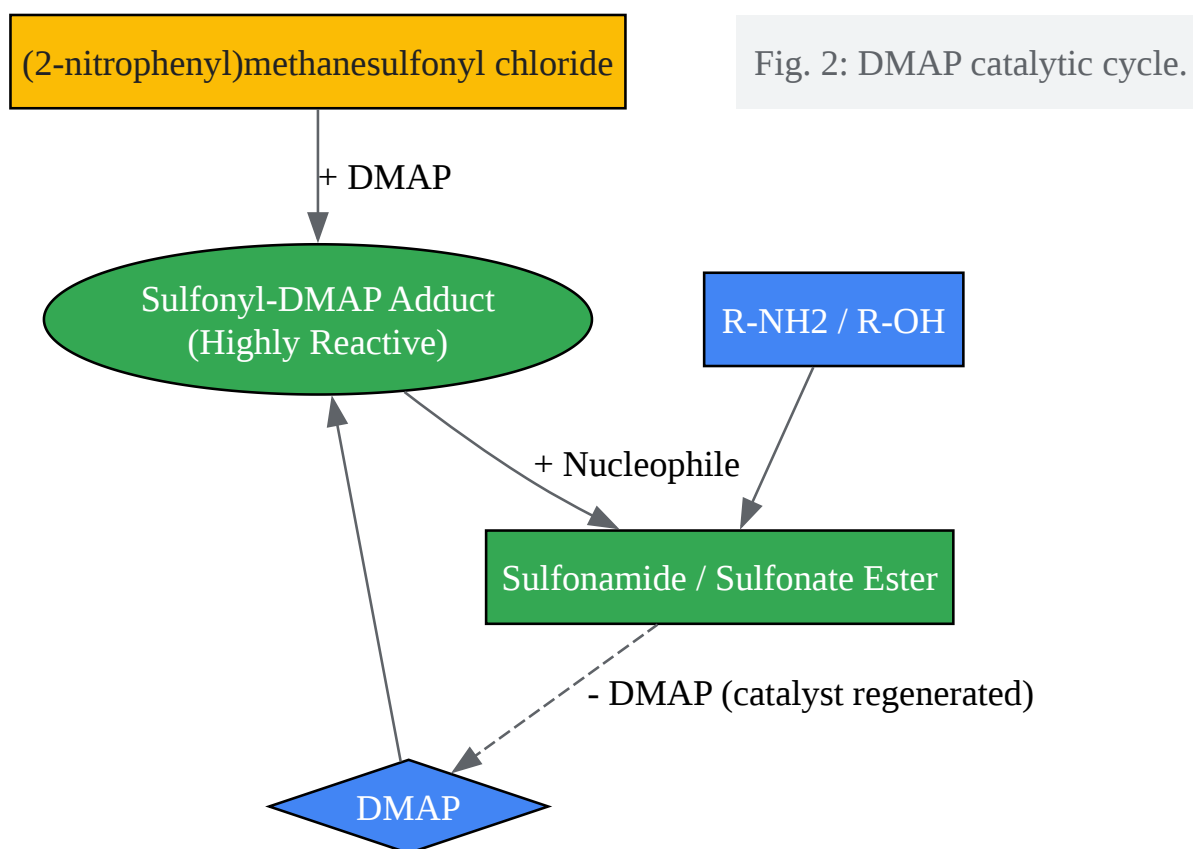 (2-nitrophenyl)methanesulfonyl chloride
Fig. 2: DMAP catalytic cycle.
+ DMAP
Sulfonyl-DMAP Adduct
(Highly Reactive)
R-NH2 / R-OH
+ Nucleophile
Sulfonamide / Sulfonate Ester
- DMAP (catalyst regenerated)
DMAP